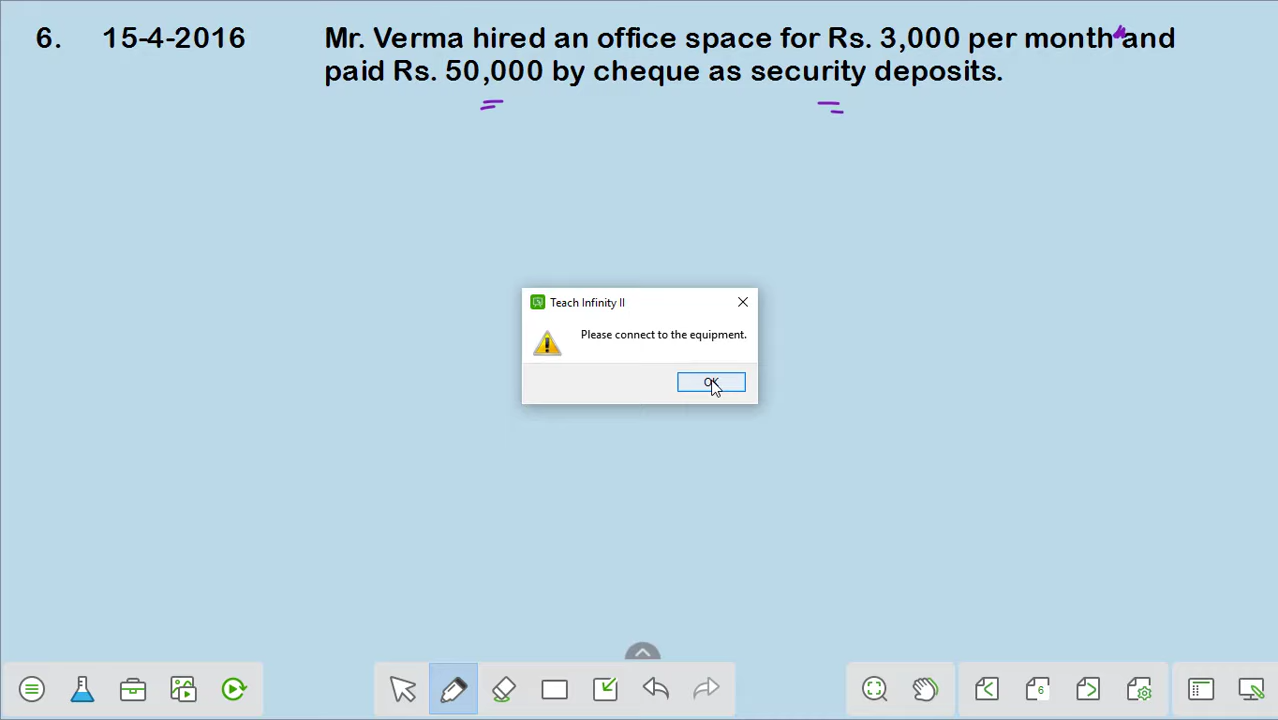 6. 15-4-2016 Mr. Verma hired an office space for Rs. 3,000 per month and
paid Rs. 50,000 by cheque as security deposits.
Teach Infinity II
Please connect to the equipment.
OK
6